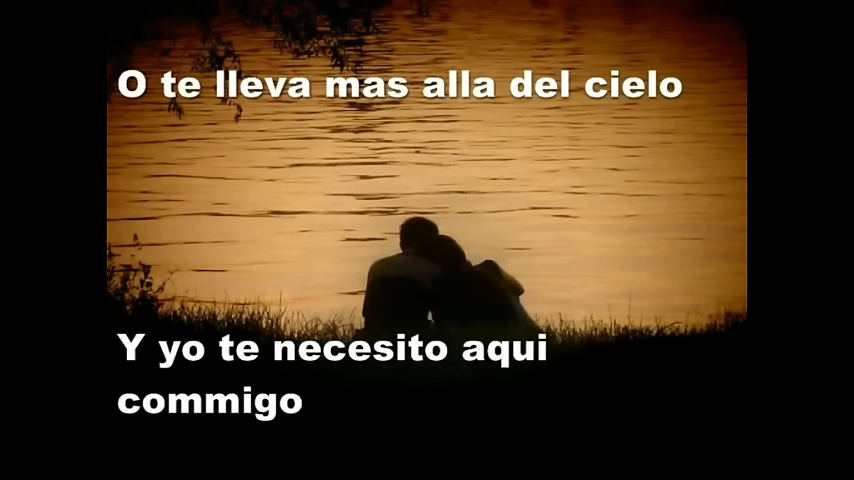 O te lleva mas alla del cielo
Y yo te necesito aqui
commigo